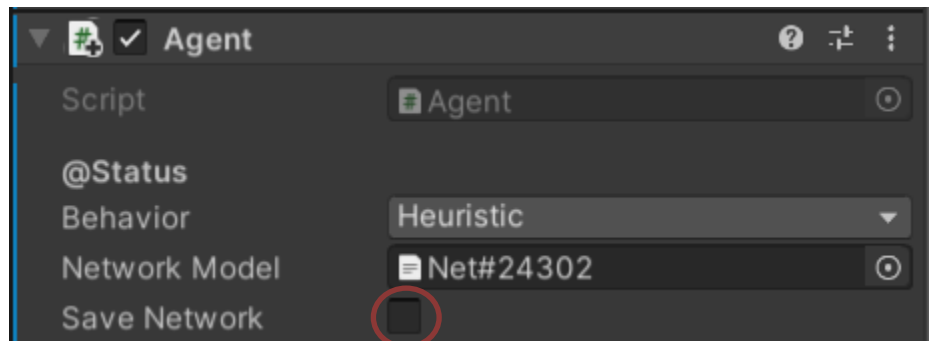 Agent
Script Agent
@Status
Behavior Heuristic
Network Model Net#24302
Save Network